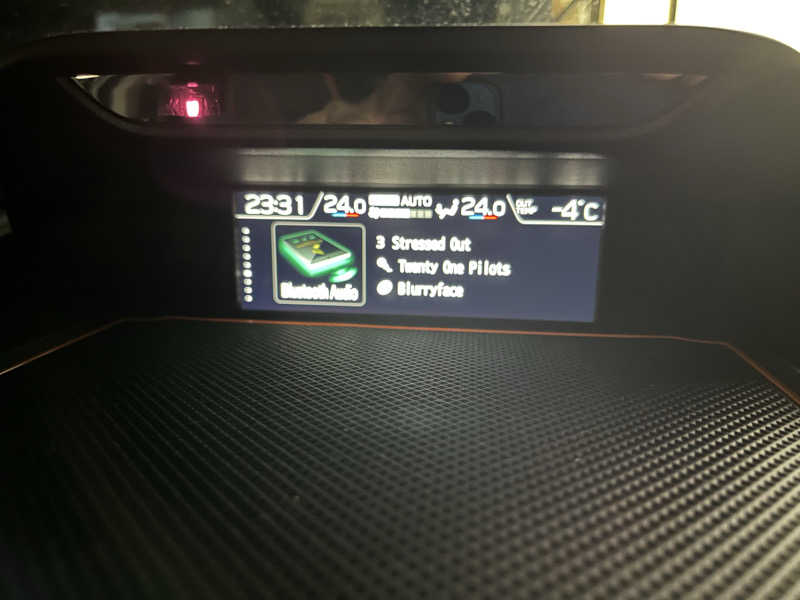 23:31 24.0 AUTO 24.0 OUT TEMP -4°C
3 Stressed Out
Twenty One Pilots
Blurryface
Bluetooth Audio